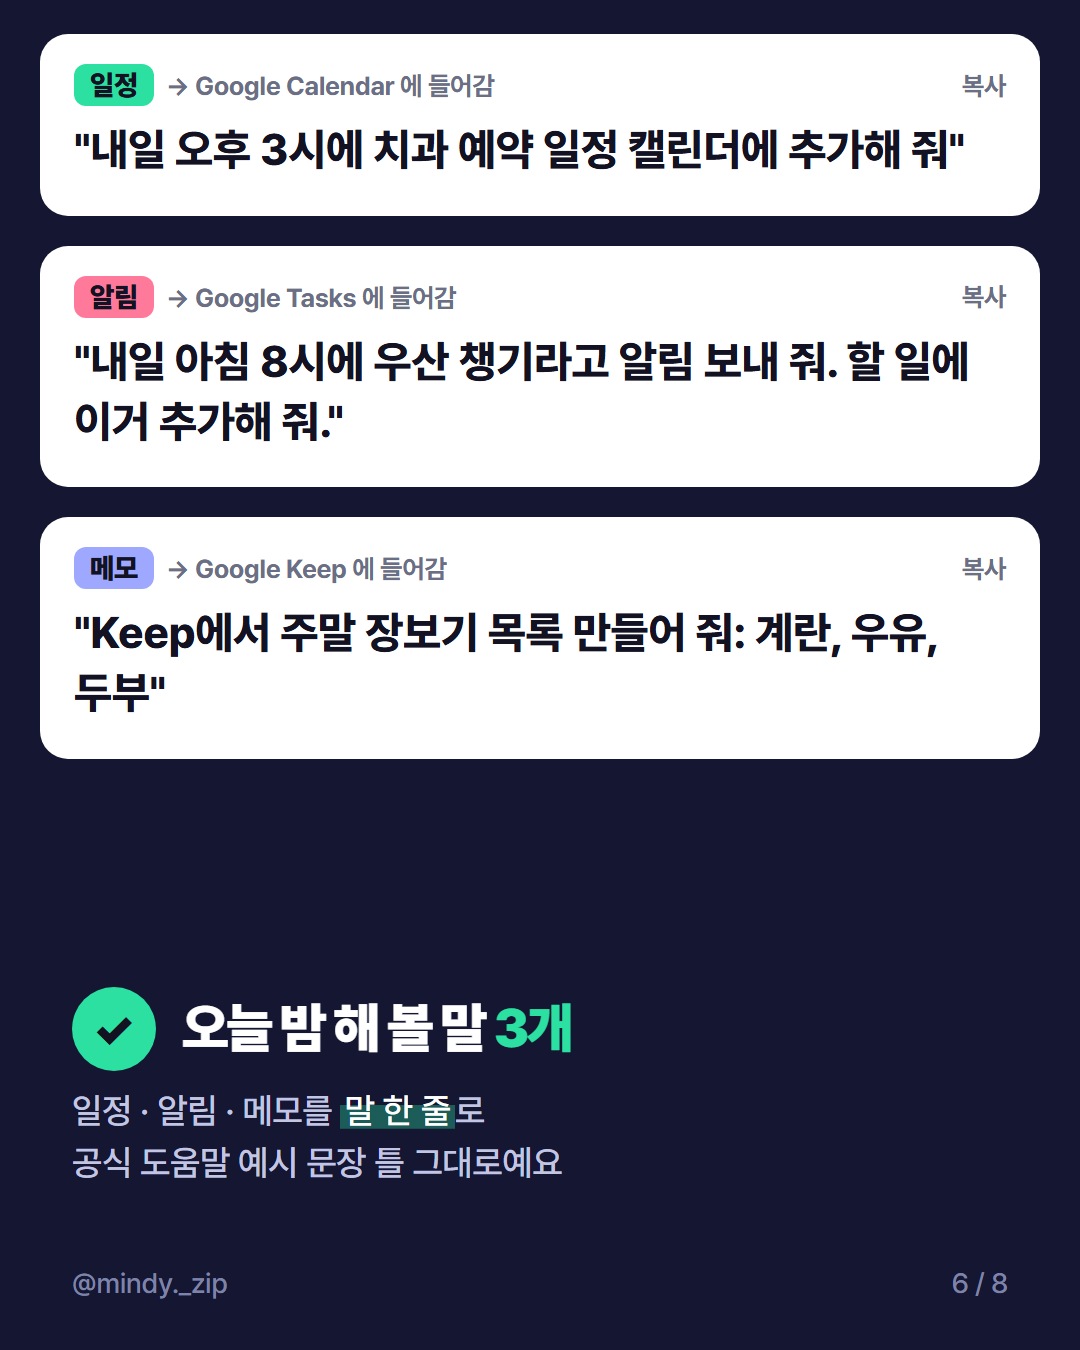 일정 → Google Calendar 에 들어감 복사
"내일 오후 3시에 치과 예약 일정 캘린더에 추가해 줘"
알림 → Google Tasks 에 들어감 복사
"내일 아침 8시에 우산 챙기라고 알림 보내 줘. 할 일에
이거 추가해 줘."
메모 → Google Keep 에 들어감 복사
"Keep에서 주말 장보기 목록 만들어 줘: 계란, 우유,
두부"
오늘 밤 해 볼 말 3개
일정 · 알림 · 메모를 말 한 줄로
공식 도움말 예시 문장 틀 그대로예요
@mindy._zip 6 / 8